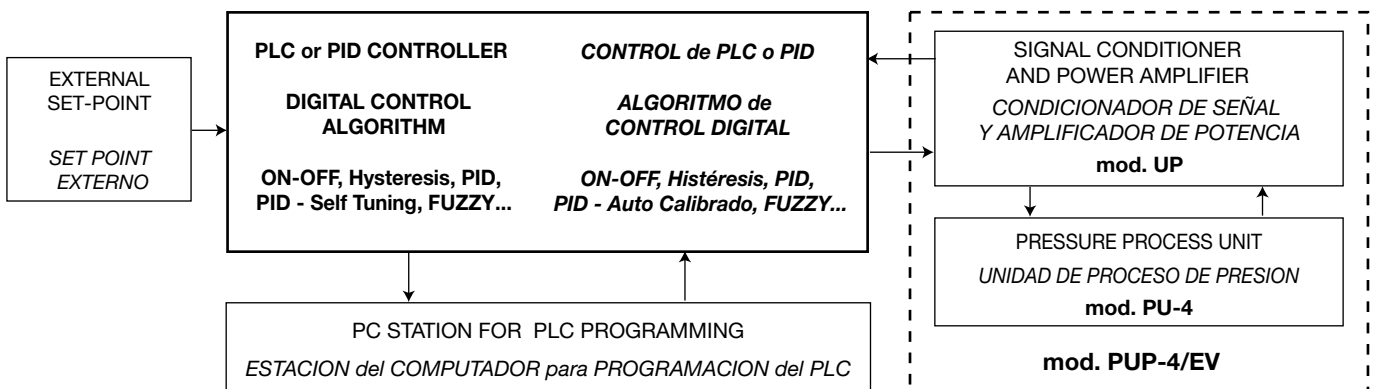 EXTERNAL
SET-POINT
SET POINT
EXTERNO
PLC or PID CONTROLLER
DIGITAL CONTROL
ALGORITHM
ON-OFF, Hysteresis, PID,
PID - Self Tuning, FUZZY...
CONTROL de PLC o PID
ALGORITMO de
CONTROL DIGITAL
ON-OFF, Histéresis, PID,
PID - Auto Calibrado, FUZZY...
SIGNAL CONDITIONER
AND POWER AMPLIFIER
CONDICIONADOR DE SEÑAL
Y AMPLIFICADOR DE POTENCIA
mod. UP
PRESSURE PROCESS UNIT
UNIDAD DE PROCESO DE PRESION
mod. PU-4
mod. PUP-4/EV
PC STATION FOR PLC PROGRAMMING
ESTACION del COMPUTADOR para PROGRAMACION del PLC